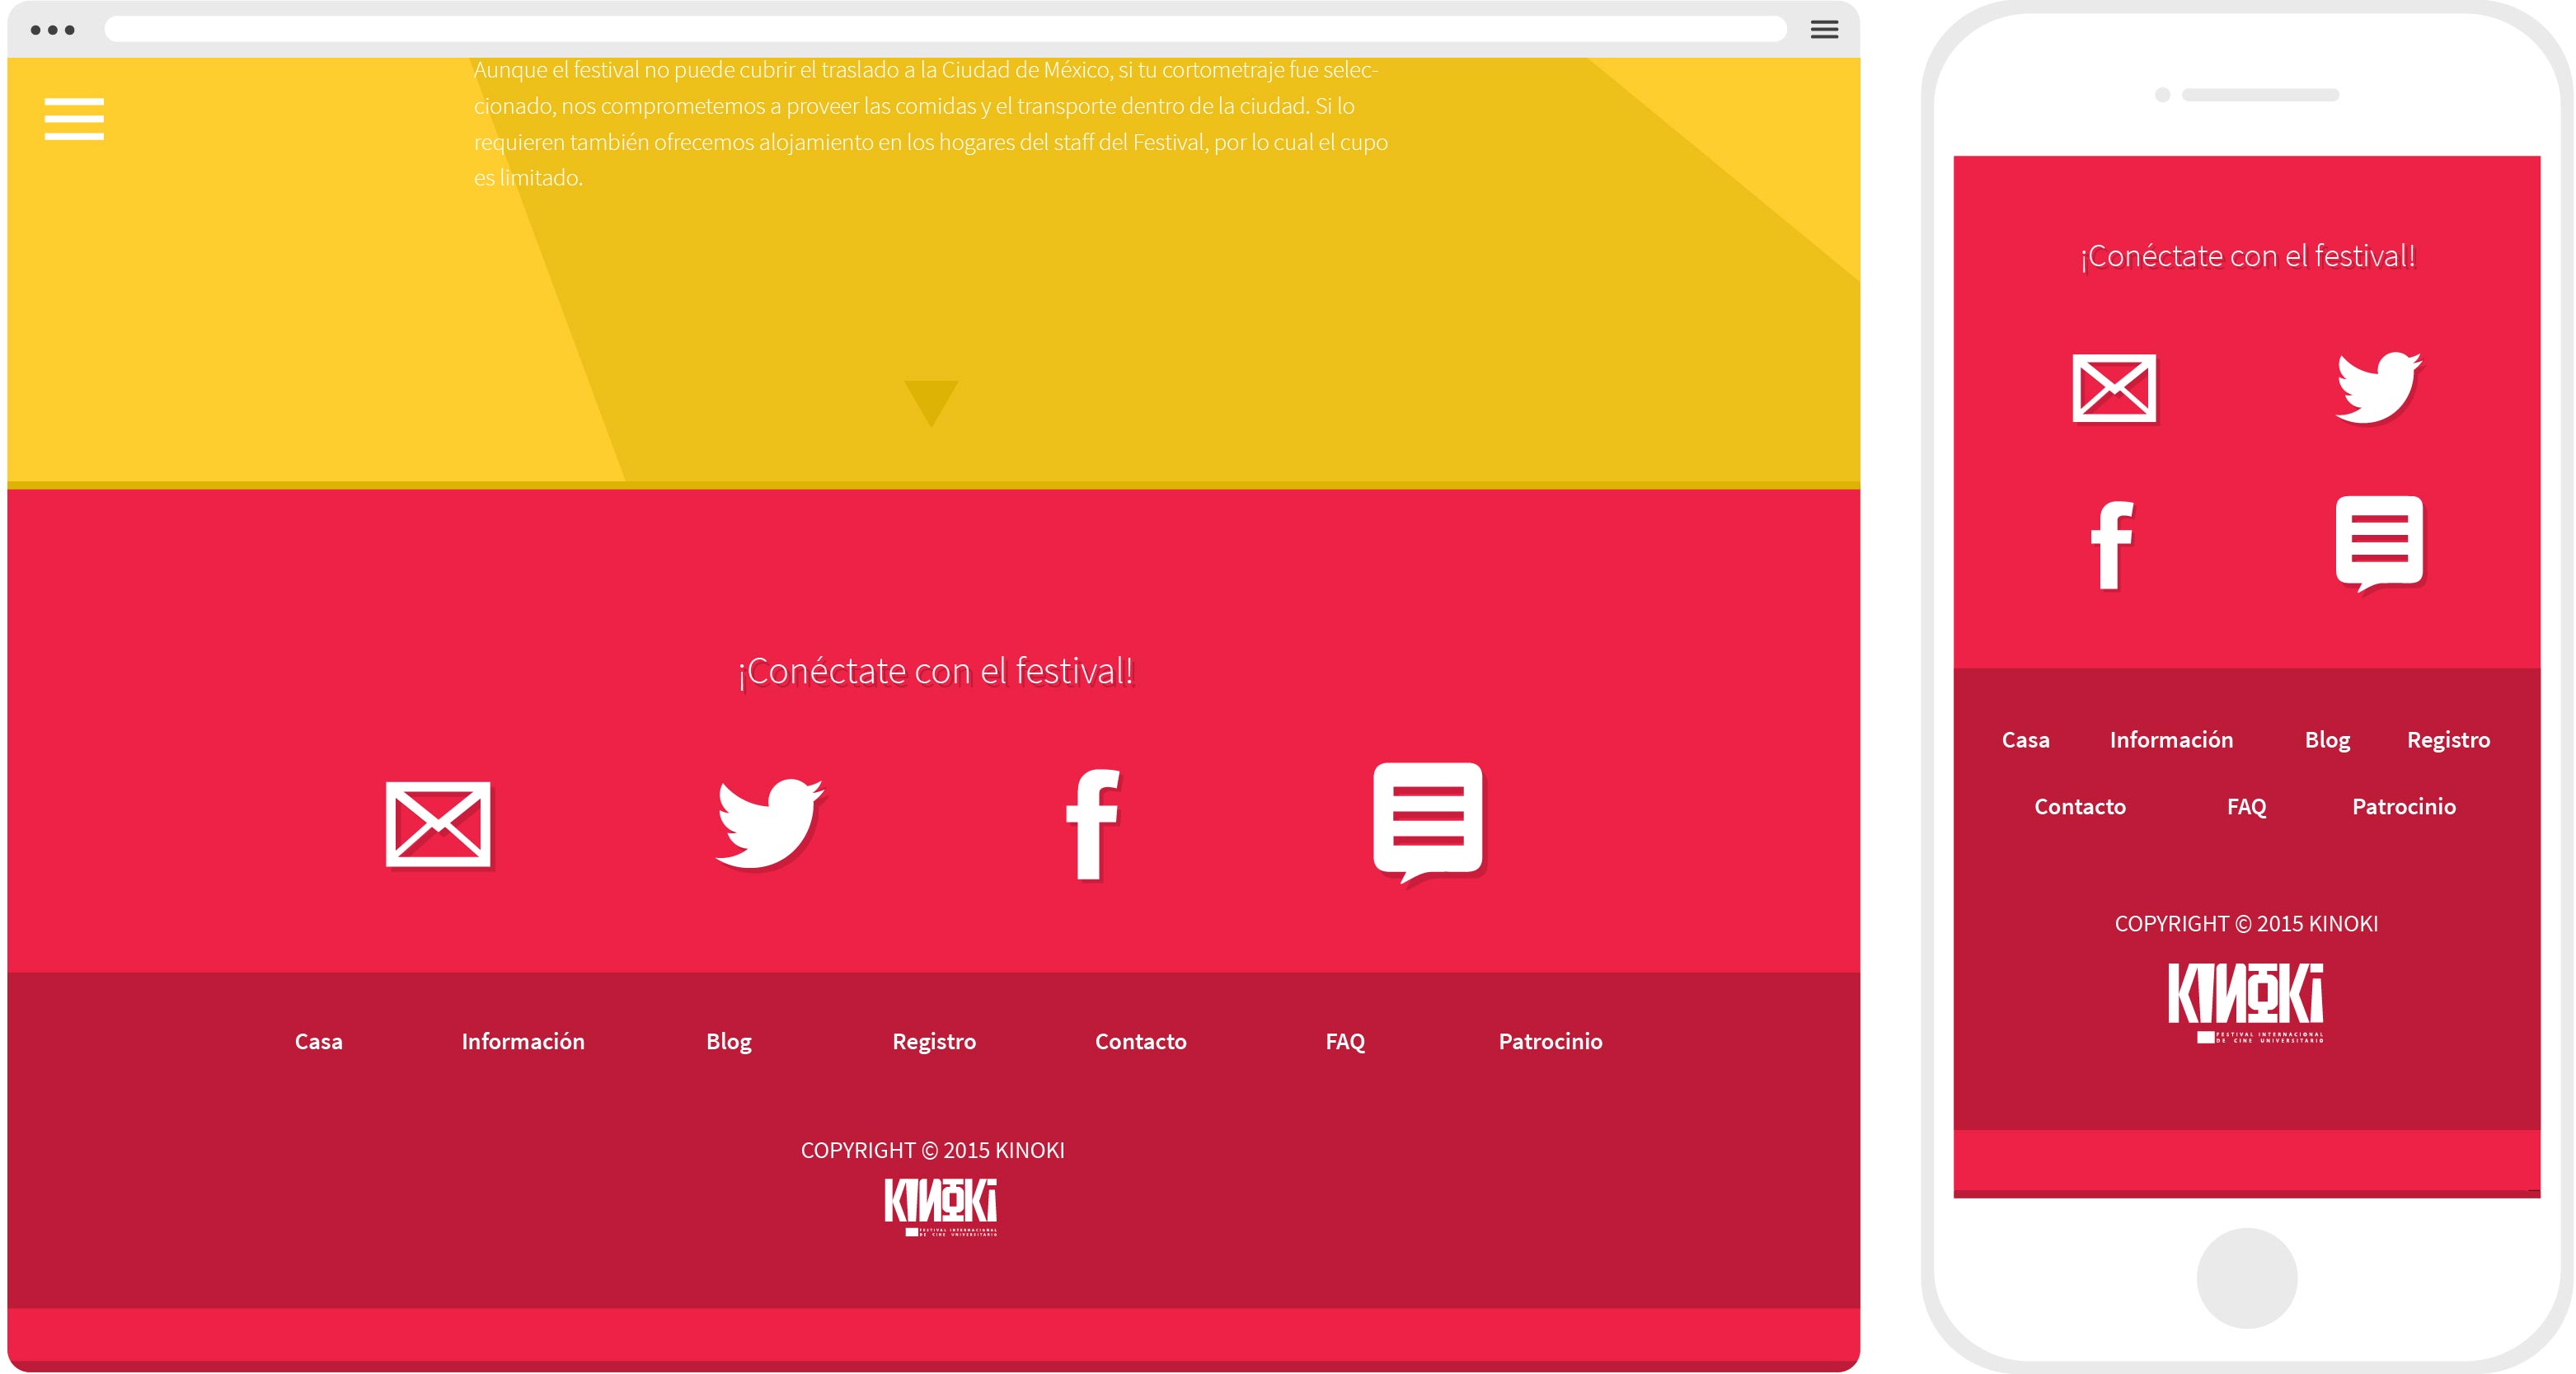 Aunque el festival no puede cubrir el traslado a la Ciudad de México, si tu cortometraje fue selec-
cionado, nos comprometemos a proveer las comidas y el transporte dentro de la ciudad. Si lo
requieren también ofrecemos alojamiento en los hogares del staff del Festival, por lo cual el cupo
es limitado.
¡Conéctate con el festival!
Casa Información Blog Registro Contacto FAQ Patrocinio
COPYRIGHT © 2015 KINOKI
KINOKi
FESTIVAL INTERNACIONAL
DE CINE UNIVERSITARIO
¡Conéctate con el festival!
Casa Información Blog Registro
Contacto FAQ Patrocinio
COPYRIGHT © 2015 KINOKI
KINOKi
FESTIVAL INTERNACIONAL
DE CINE UNIVERSITARIO